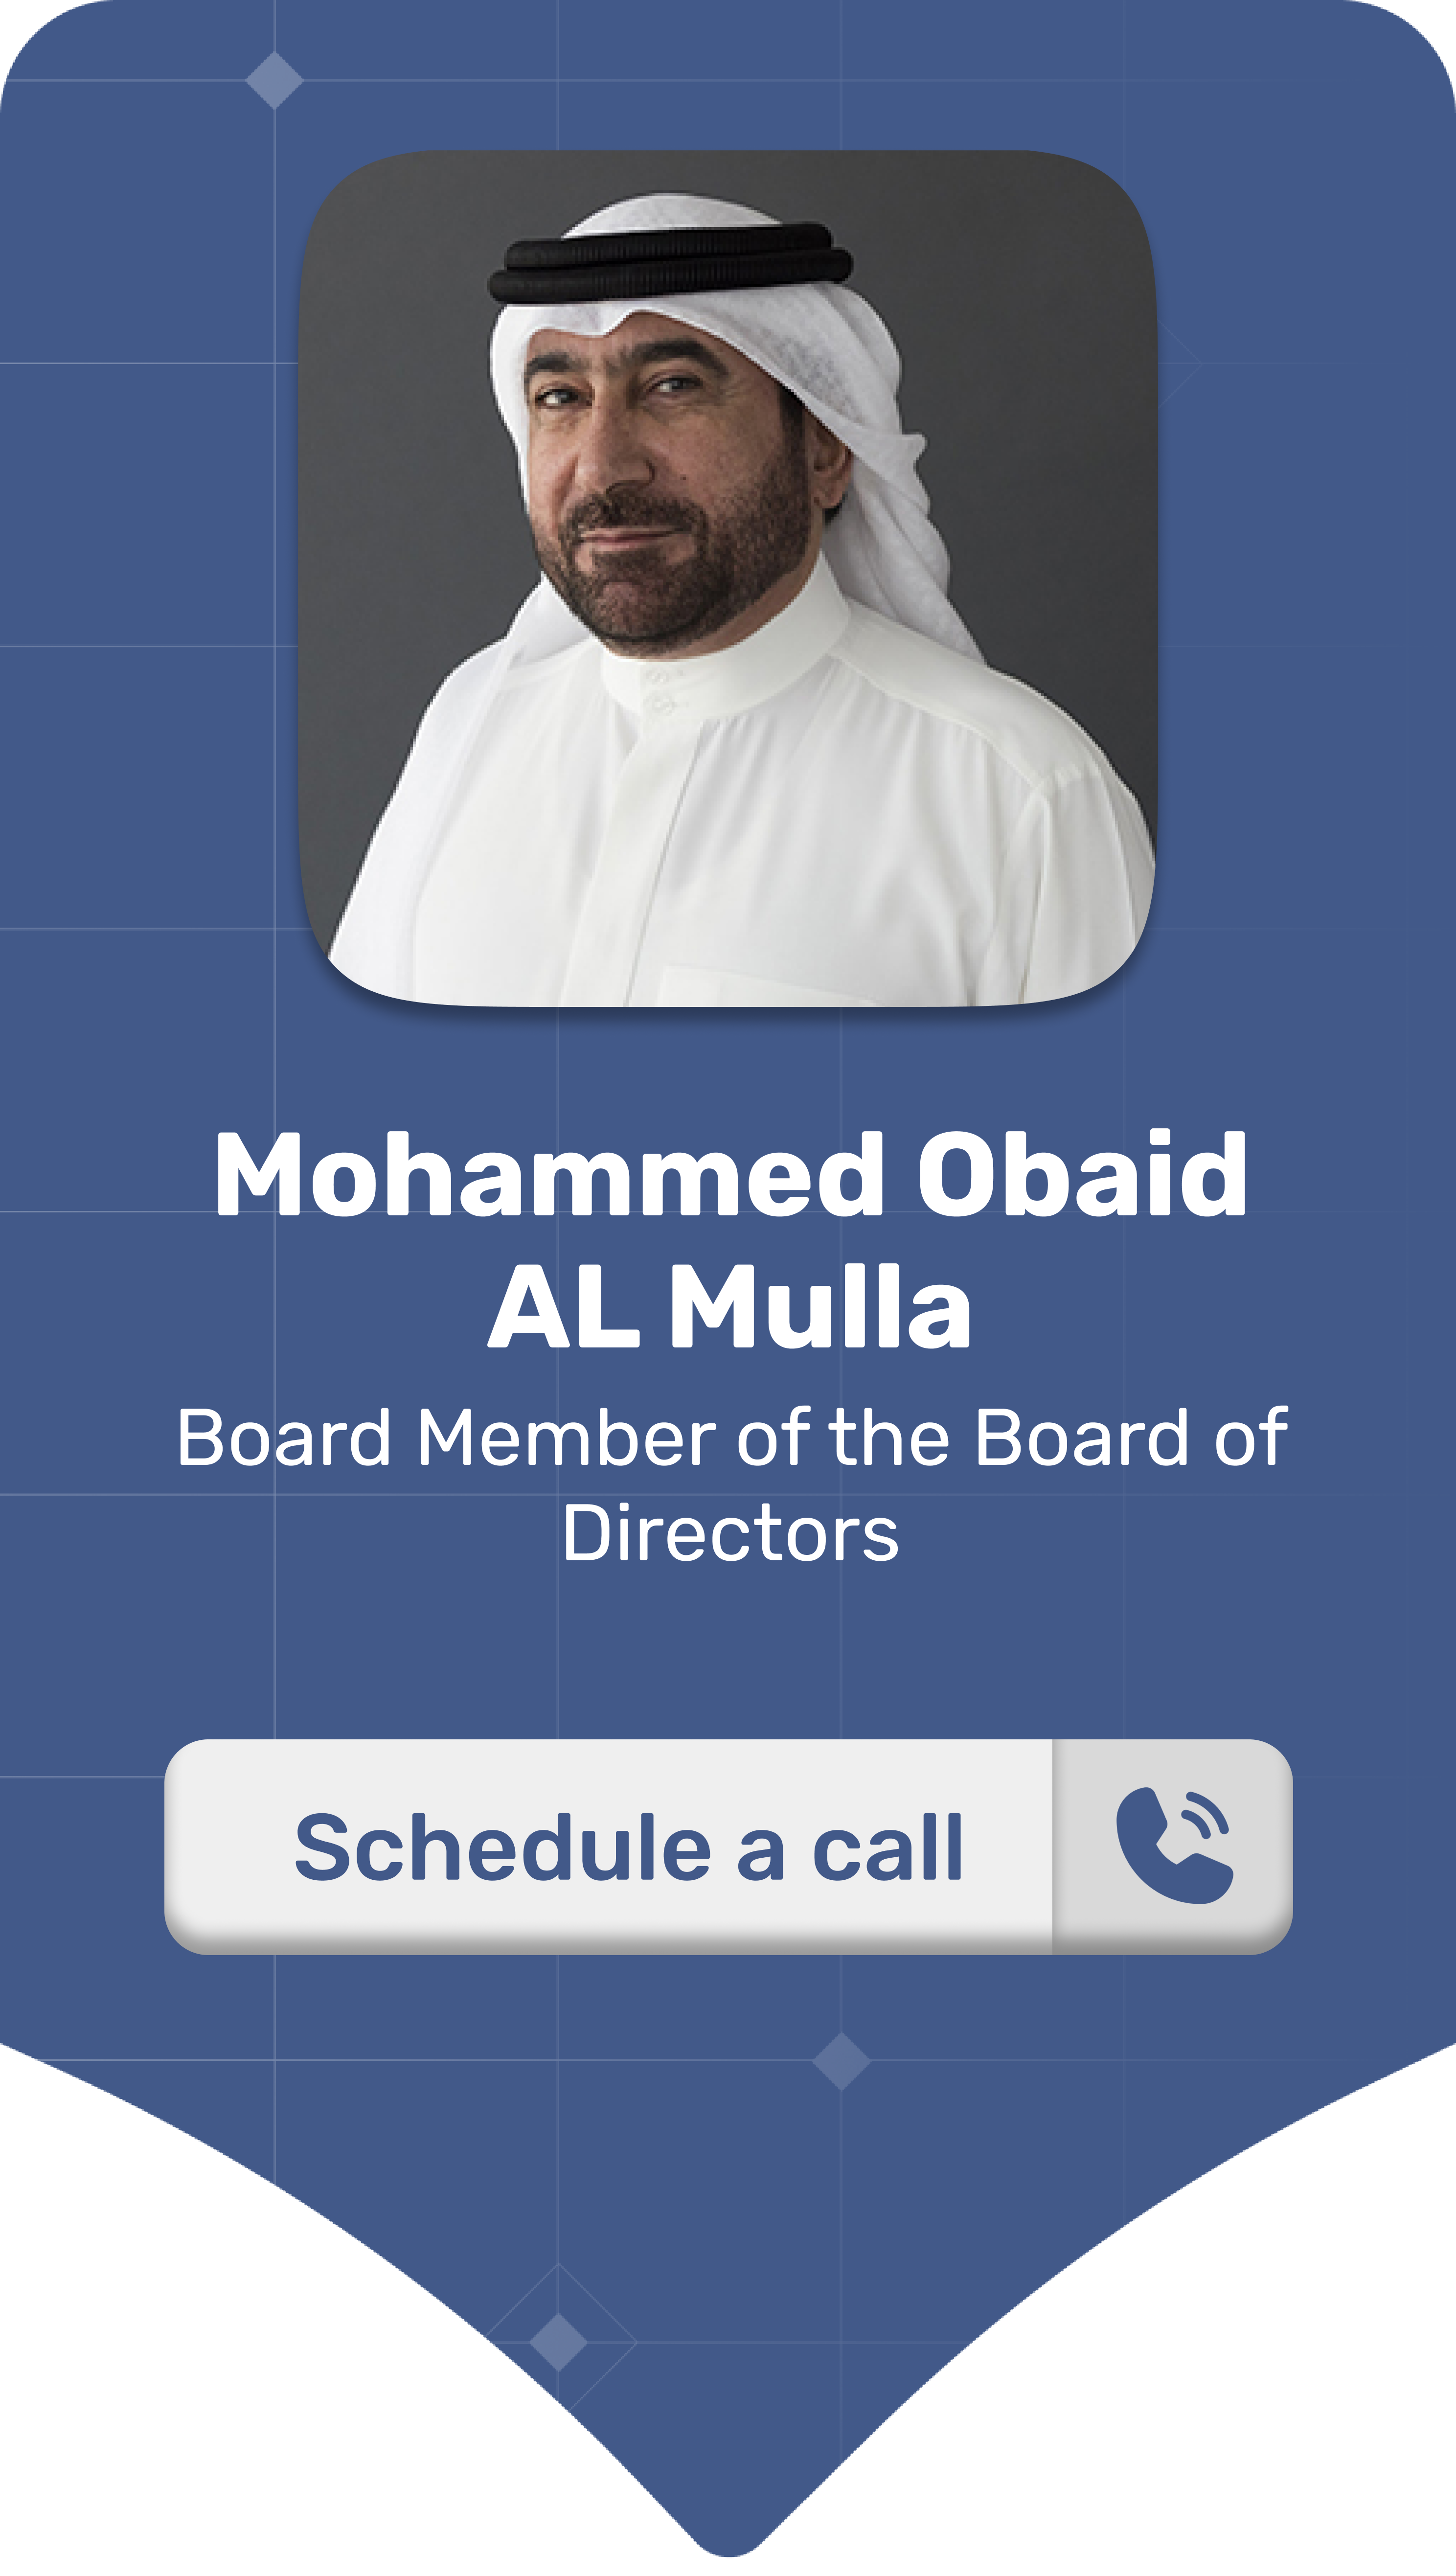 Mohammed Obaid
AL Mulla
Board Member of the Board of
Directors
Schedule a call